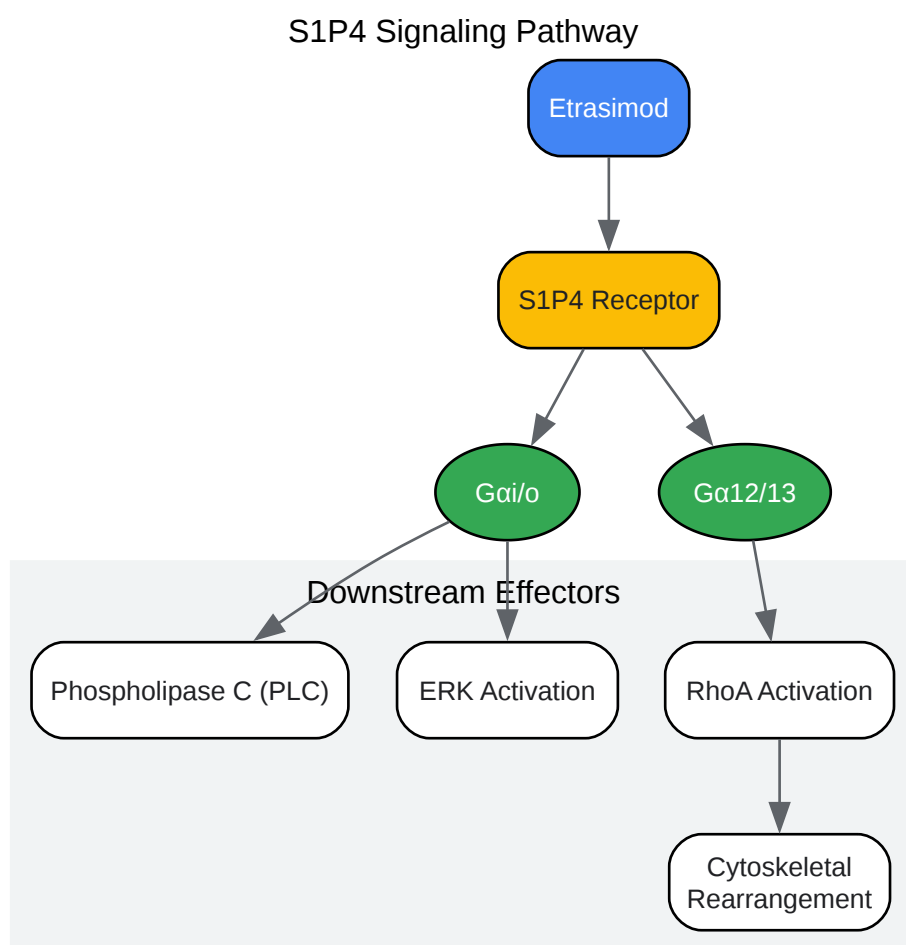 S1P4 Signaling Pathway
Etrasimod
S1P4 Receptor
Gαi/o
Gα12/13
Downstream Effectors
Phospholipase C (PLC)
ERK Activation
RhoA Activation
Cytoskeletal
Rearrangement